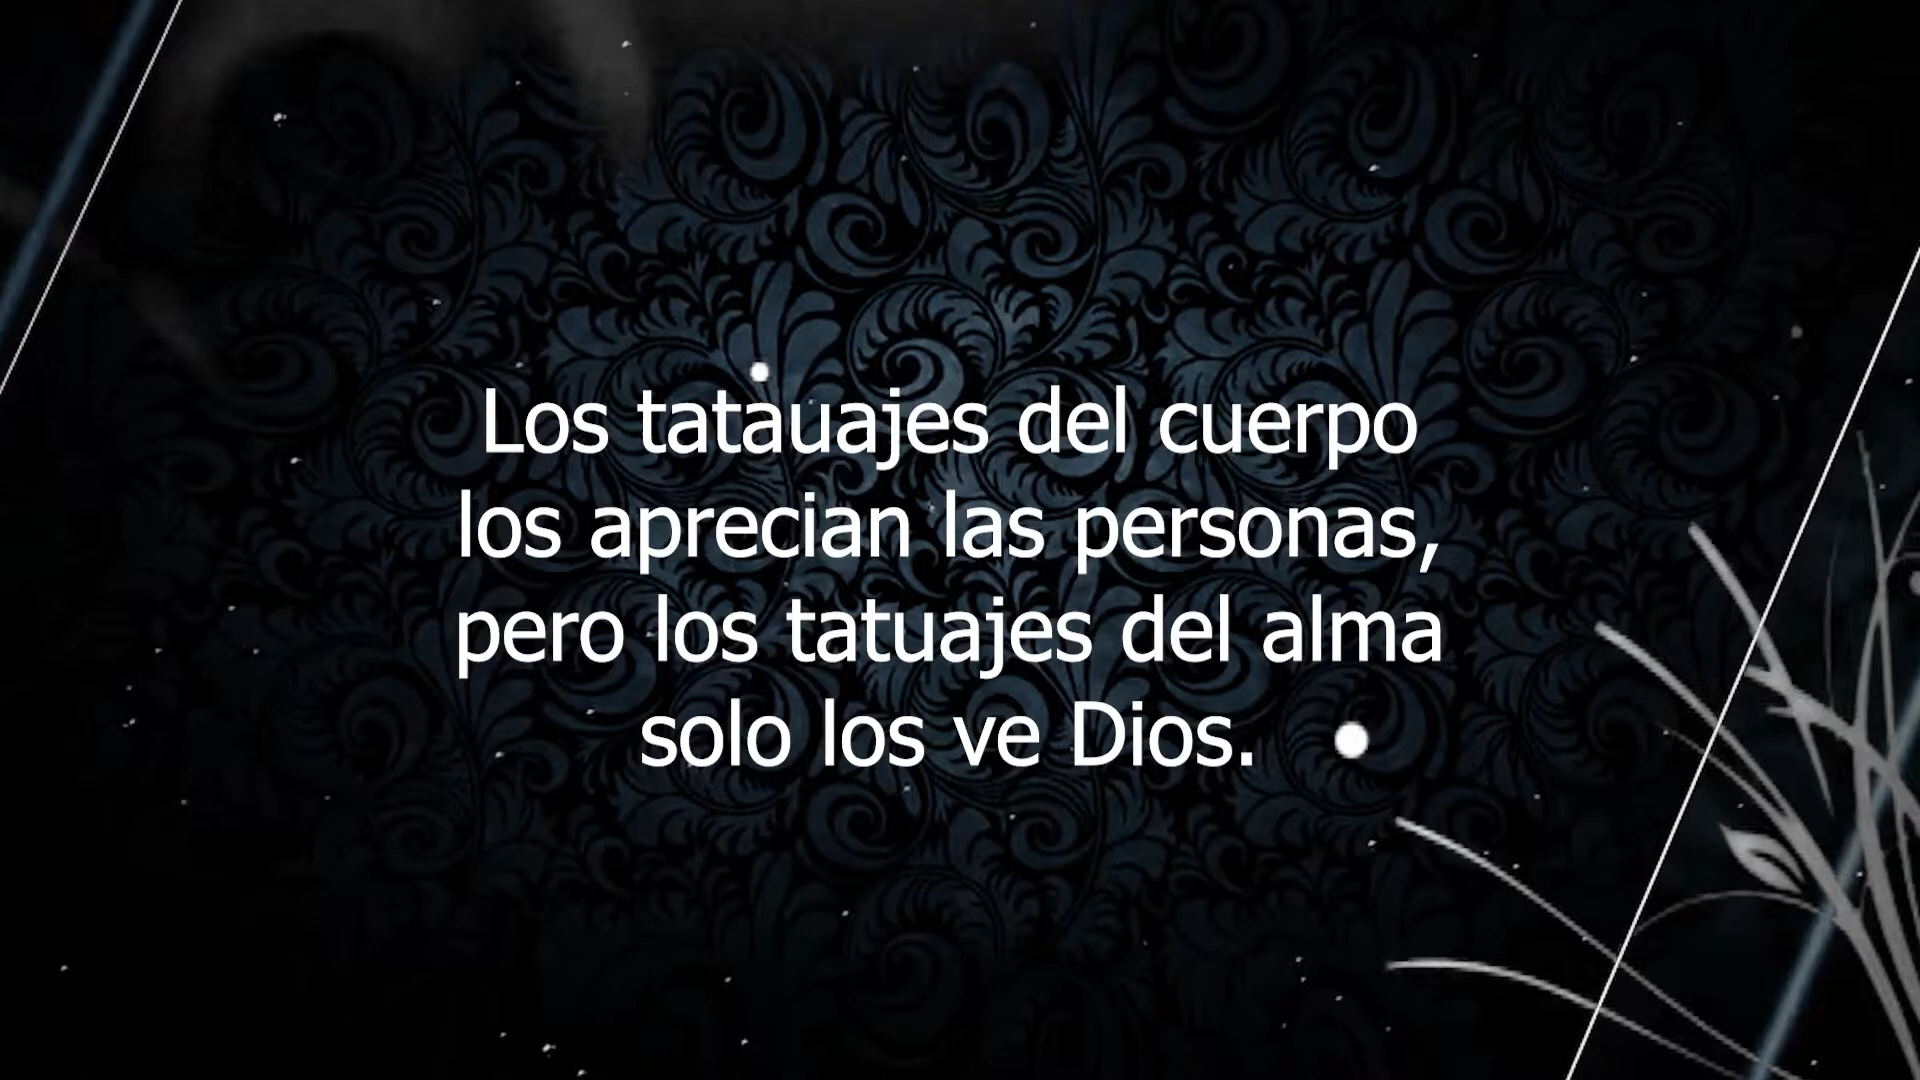 Los tatauajes del cuerpo
los aprecian las personas,
pero los tatuajes del alma
solo los ve Dios.